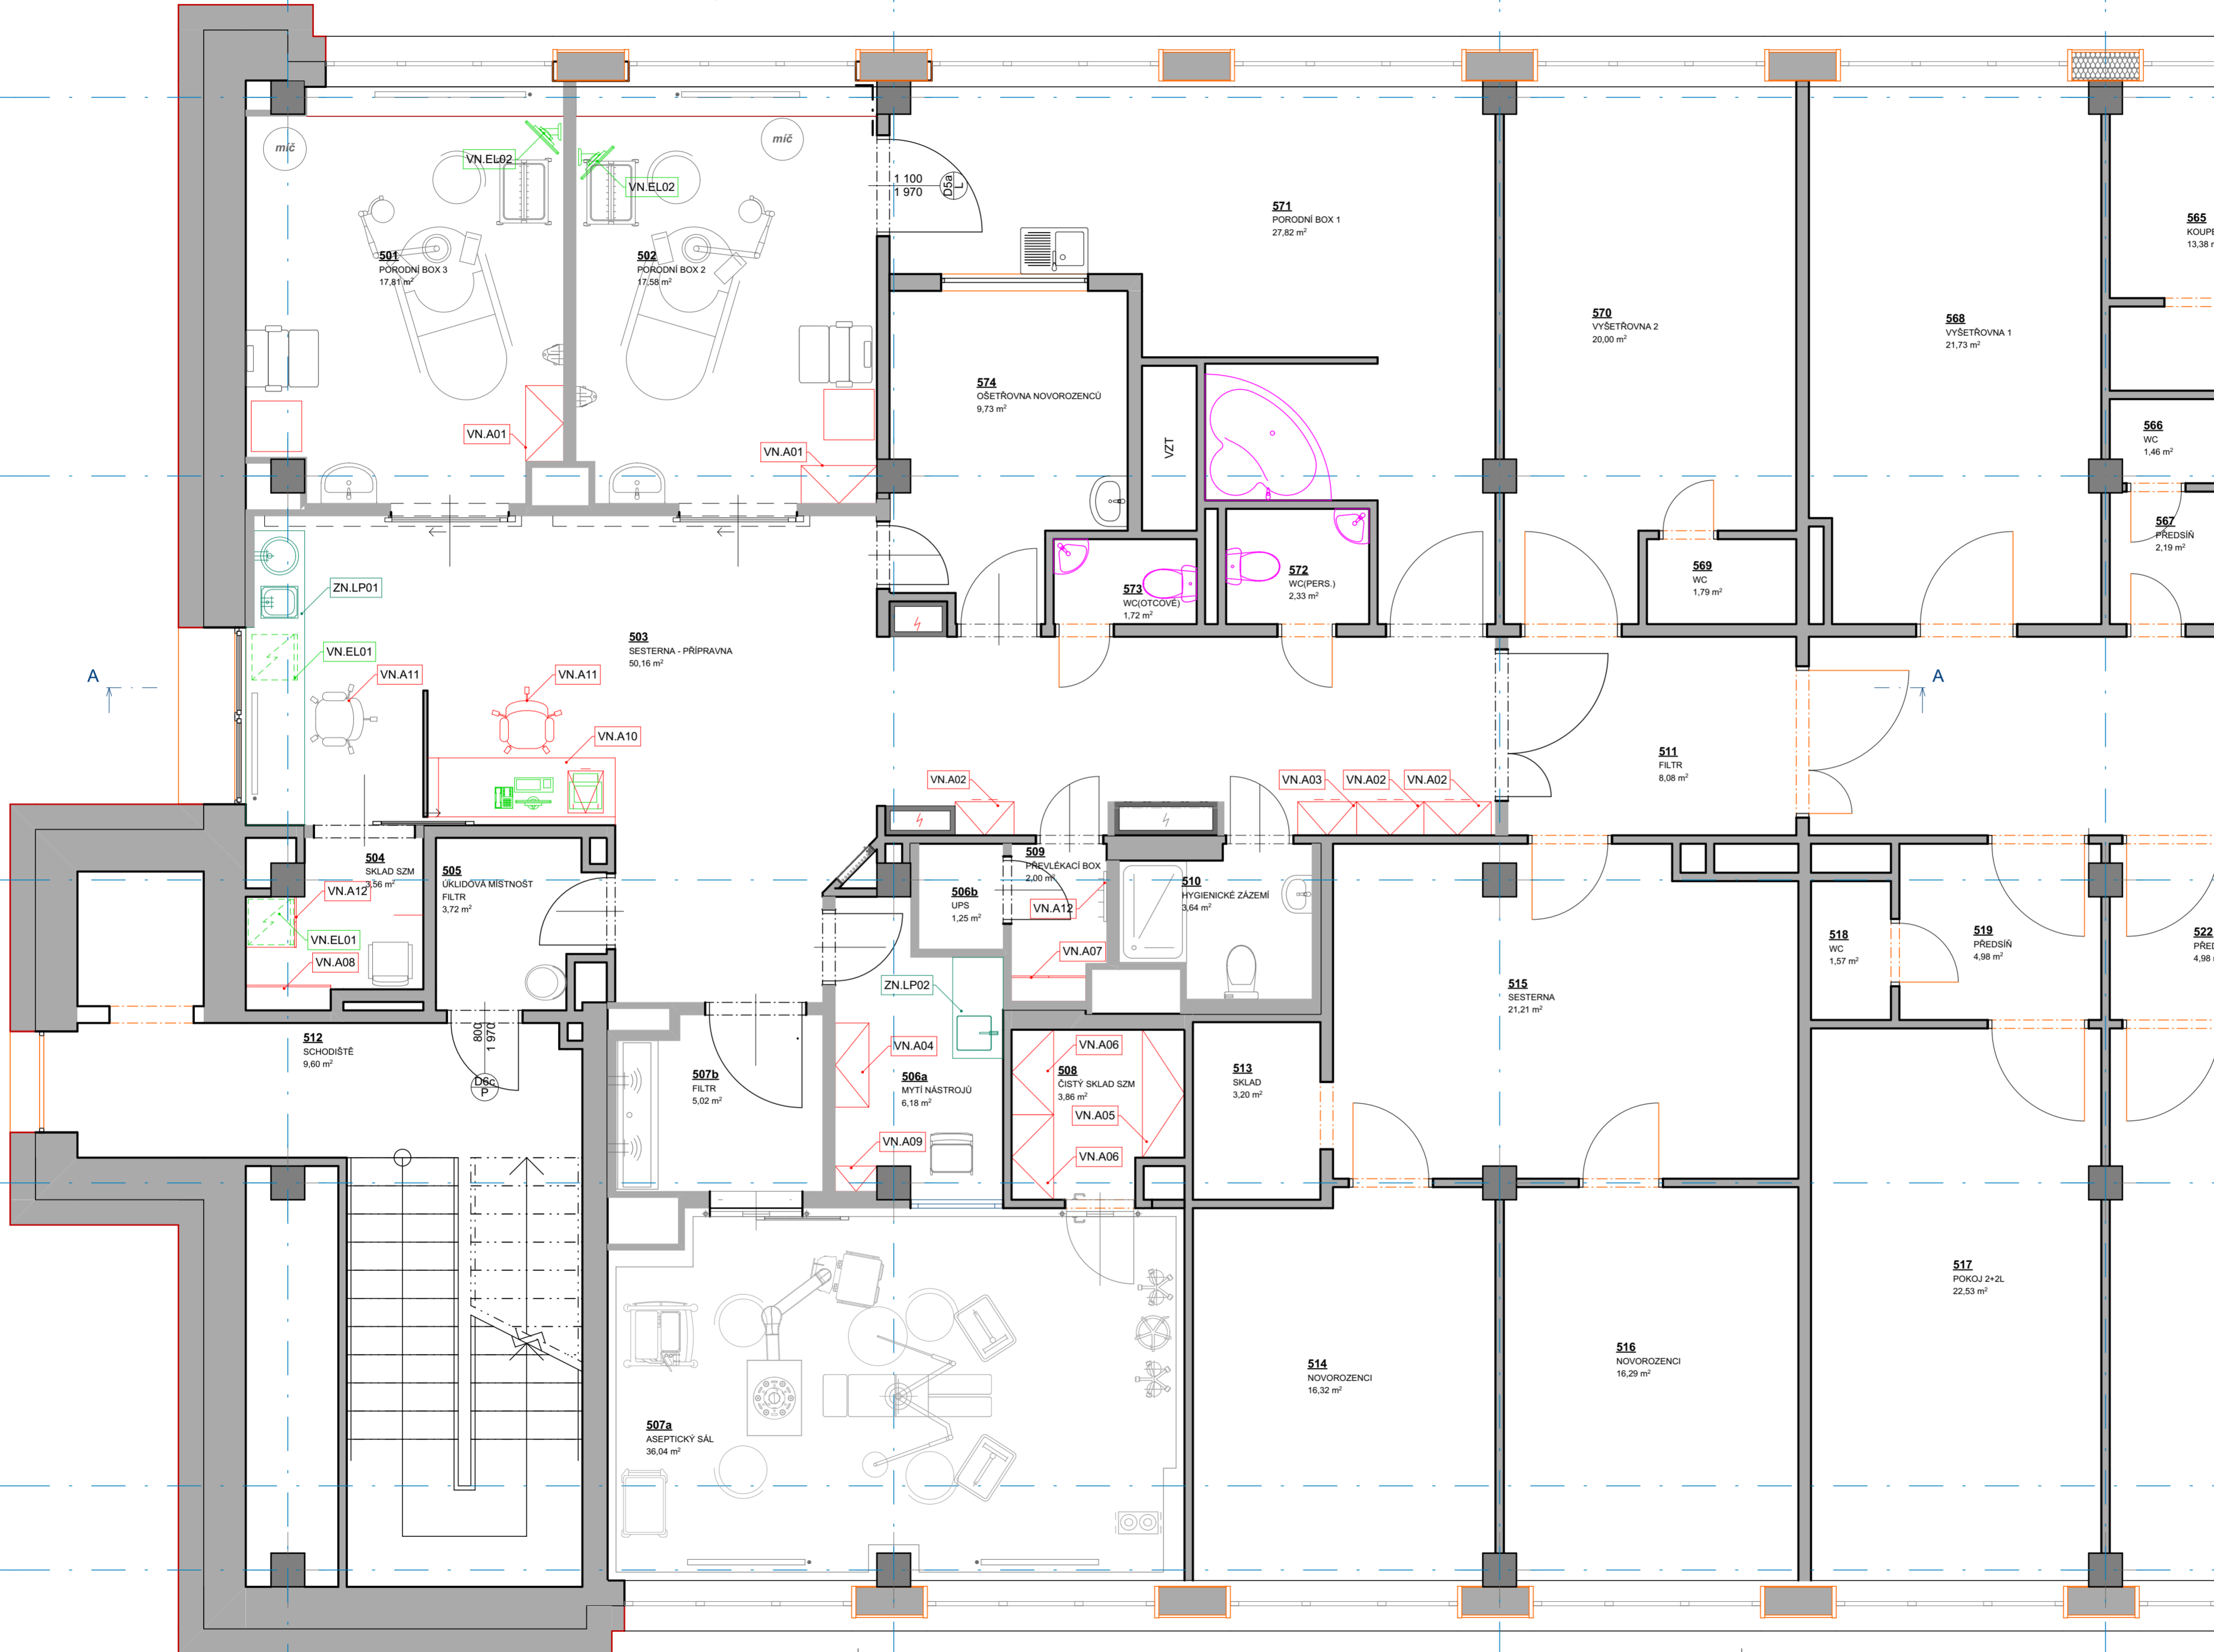 míč
míč
VN.EL02
VN.EL02
1 100
1 970
D5a
L
501
PORODNÍ BOX 3
17,81 m²
502
PORODNÍ BOX 2
17,58 m²
571
PORODNÍ BOX 1
27,82 m²
565
13,38
570
VYŠETŘOVNA 2
20,00 m²
568
VYŠETŘOVNA 1
21,73 m²
574
OŠETŘOVNA NOVOROZENCŮ
9,73 m²
VZT
VN.A01
VN.A01
566
WC
1,46 m²
567
PŘEDSÍŇ
2,19 m²
569
WC
1,79 m²
572
WC(PERS.)
2,33 m²
573
WC(OTCOVÉ)
1,72 m²
ZN.LP01
VN.EL01
503
SESTERNA - PŘÍPRAVNA
50,16 m²
A
VN.A11
VN.A11
A
VN.A10
511
FILTR
8,08 m²
VN.A02
VN.A03
VN.A02
VN.A02
504
SKLAD SZM
3,56 m²
VN.A12
VN.EL01
VN.A08
505
ÚKLIDOVÁ MÍSTNOŠT
FILTR
3,72 m²
506b
UPS
1,25 m²
509
PŘEVLÉKACÍ BOX
2,00 m²
VN.A12
VN.A07
510
HYGIENICKÉ ZÁZEMÍ
3,64 m²
518
WC
1,57 m²
519
PŘEDSÍŇ
4,98 m²
522
4,98
515
SESTERNA
21,21 m²
ZN.LP02
512
SCHODIŠTĚ
9,60 m²
800
1 970
D6c
P
507b
FILTR
5,02 m²
VN.A04
506a
MYTÍ NÁSTROJŮ
6,18 m²
VN.A09
VN.A06
508
ČISTÝ SKLAD SZM
3,86 m²
VN.A05
VN.A06
513
SKLAD
3,20 m²
517
POKOJ 2+2L
22,53 m²
514
NOVOROZENCI
16,32 m²
516
NOVOROZENCI
16,29 m²
507a
ASEPTICKÝ SÁL
36,04 m²